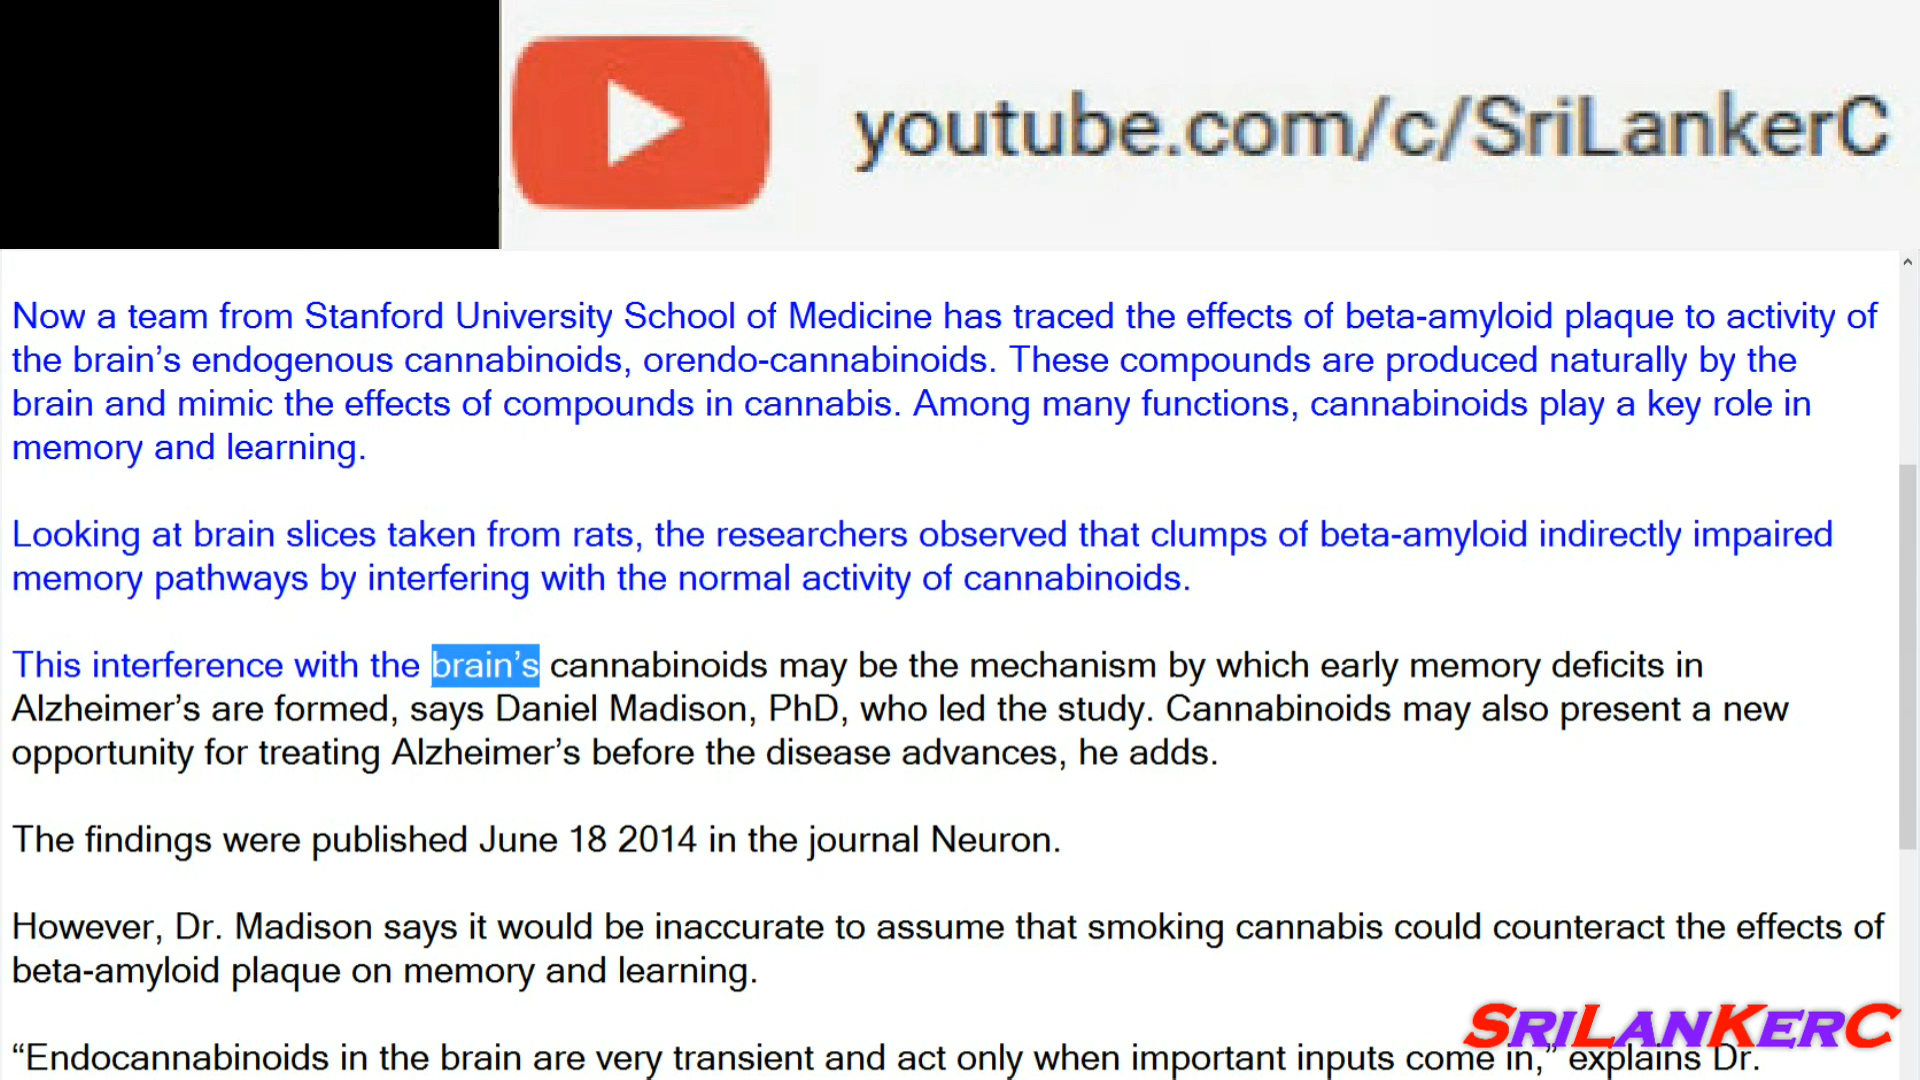 youtube.com/c/SriLankerC
Now a team from Stanford University School of Medicine has traced the effects of beta-amyloid plaque to activity of
the brain’s endogenous cannabinoids, orendo-cannabinoids. These compounds are produced naturally by the
brain and mimic the effects of compounds in cannabis. Among many functions, cannabinoids play a key role in
memory and learning.
Looking at brain slices taken from rats, the researchers observed that clumps of beta-amyloid indirectly impaired
memory pathways by interfering with the normal activity of cannabinoids.
This interference with the brain’s cannabinoids may be the mechanism by which early memory deficits in
Alzheimer’s are formed, says Daniel Madison, PhD, who led the study. Cannabinoids may also present a new
opportunity for treating Alzheimer’s before the disease advances, he adds.
The findings were published June 18 2014 in the journal Neuron.
However, Dr. Madison says it would be inaccurate to assume that smoking cannabis could counteract the effects of
beta-amyloid plaque on memory and learning.
“Endocannabinoids in the brain are very transient and act only when important inputs come in,” explains Dr.
SRILANKERC